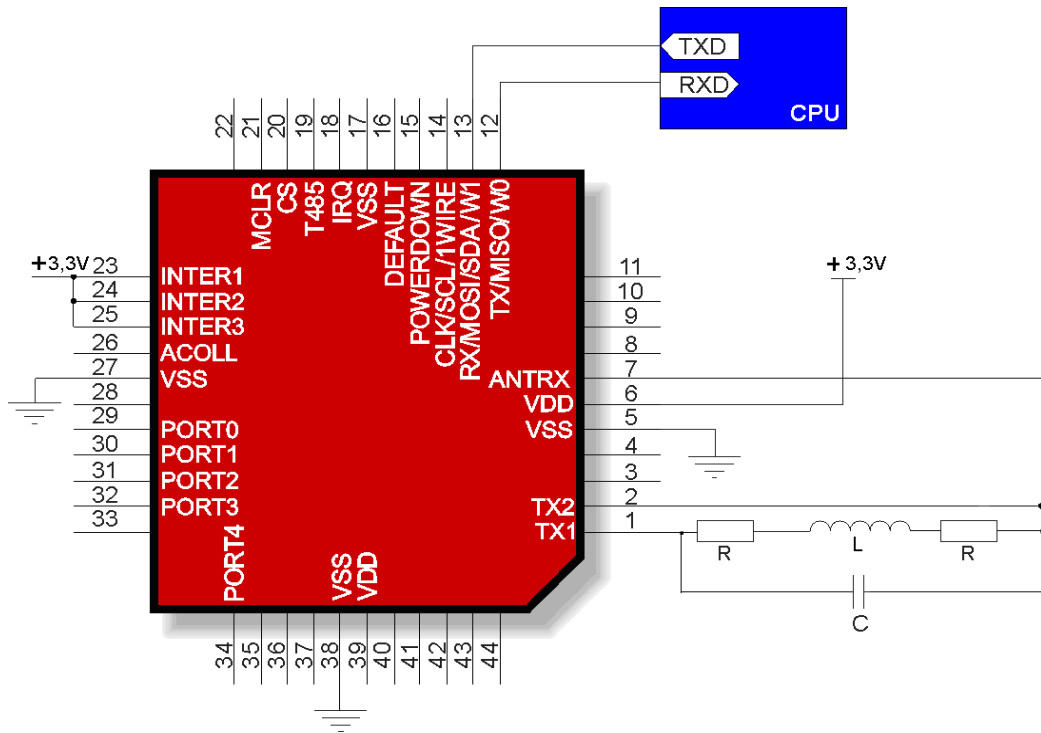 TXD
RXD
CPU
22
21
20
19
18
17
16
15
14
13
12
MCLR
CS
T485
IRQ
VSS
DEFAULT
POWERDOWN
CLK/SCL/1WIRE
RX/MOSI/SDA/W1
TX/MISO/W0
+3,3V
23 INTER1
24 INTER2
25 INTER3
26 ACOLL
27 VSS
28
29 PORT0
30 PORT1
31 PORT2
32 PORT3
33
+3,3V
11
10
9
8
ANTRX 7
VDD 6
VSS 5
4
3
TX2 2
TX1 1
R
L
R
C
PORT4
VSS
VDD
34
35
36
37
38
39
40
41
42
43
44